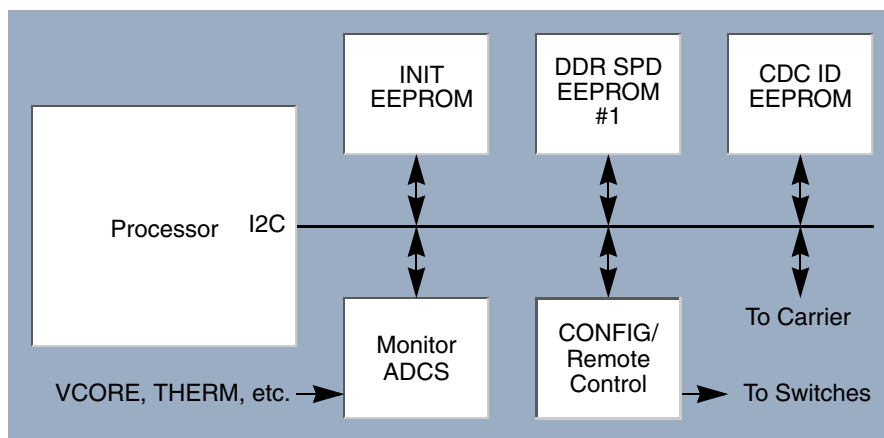 INIT
EEPROM
DDR SPD
EEPROM
#1
CDC ID
EEPROM
Processor
I2C
Monitor
ADCS
CONFIG/
Remote
Control
To Carrier
VCORE, THERM, etc.
To Switches